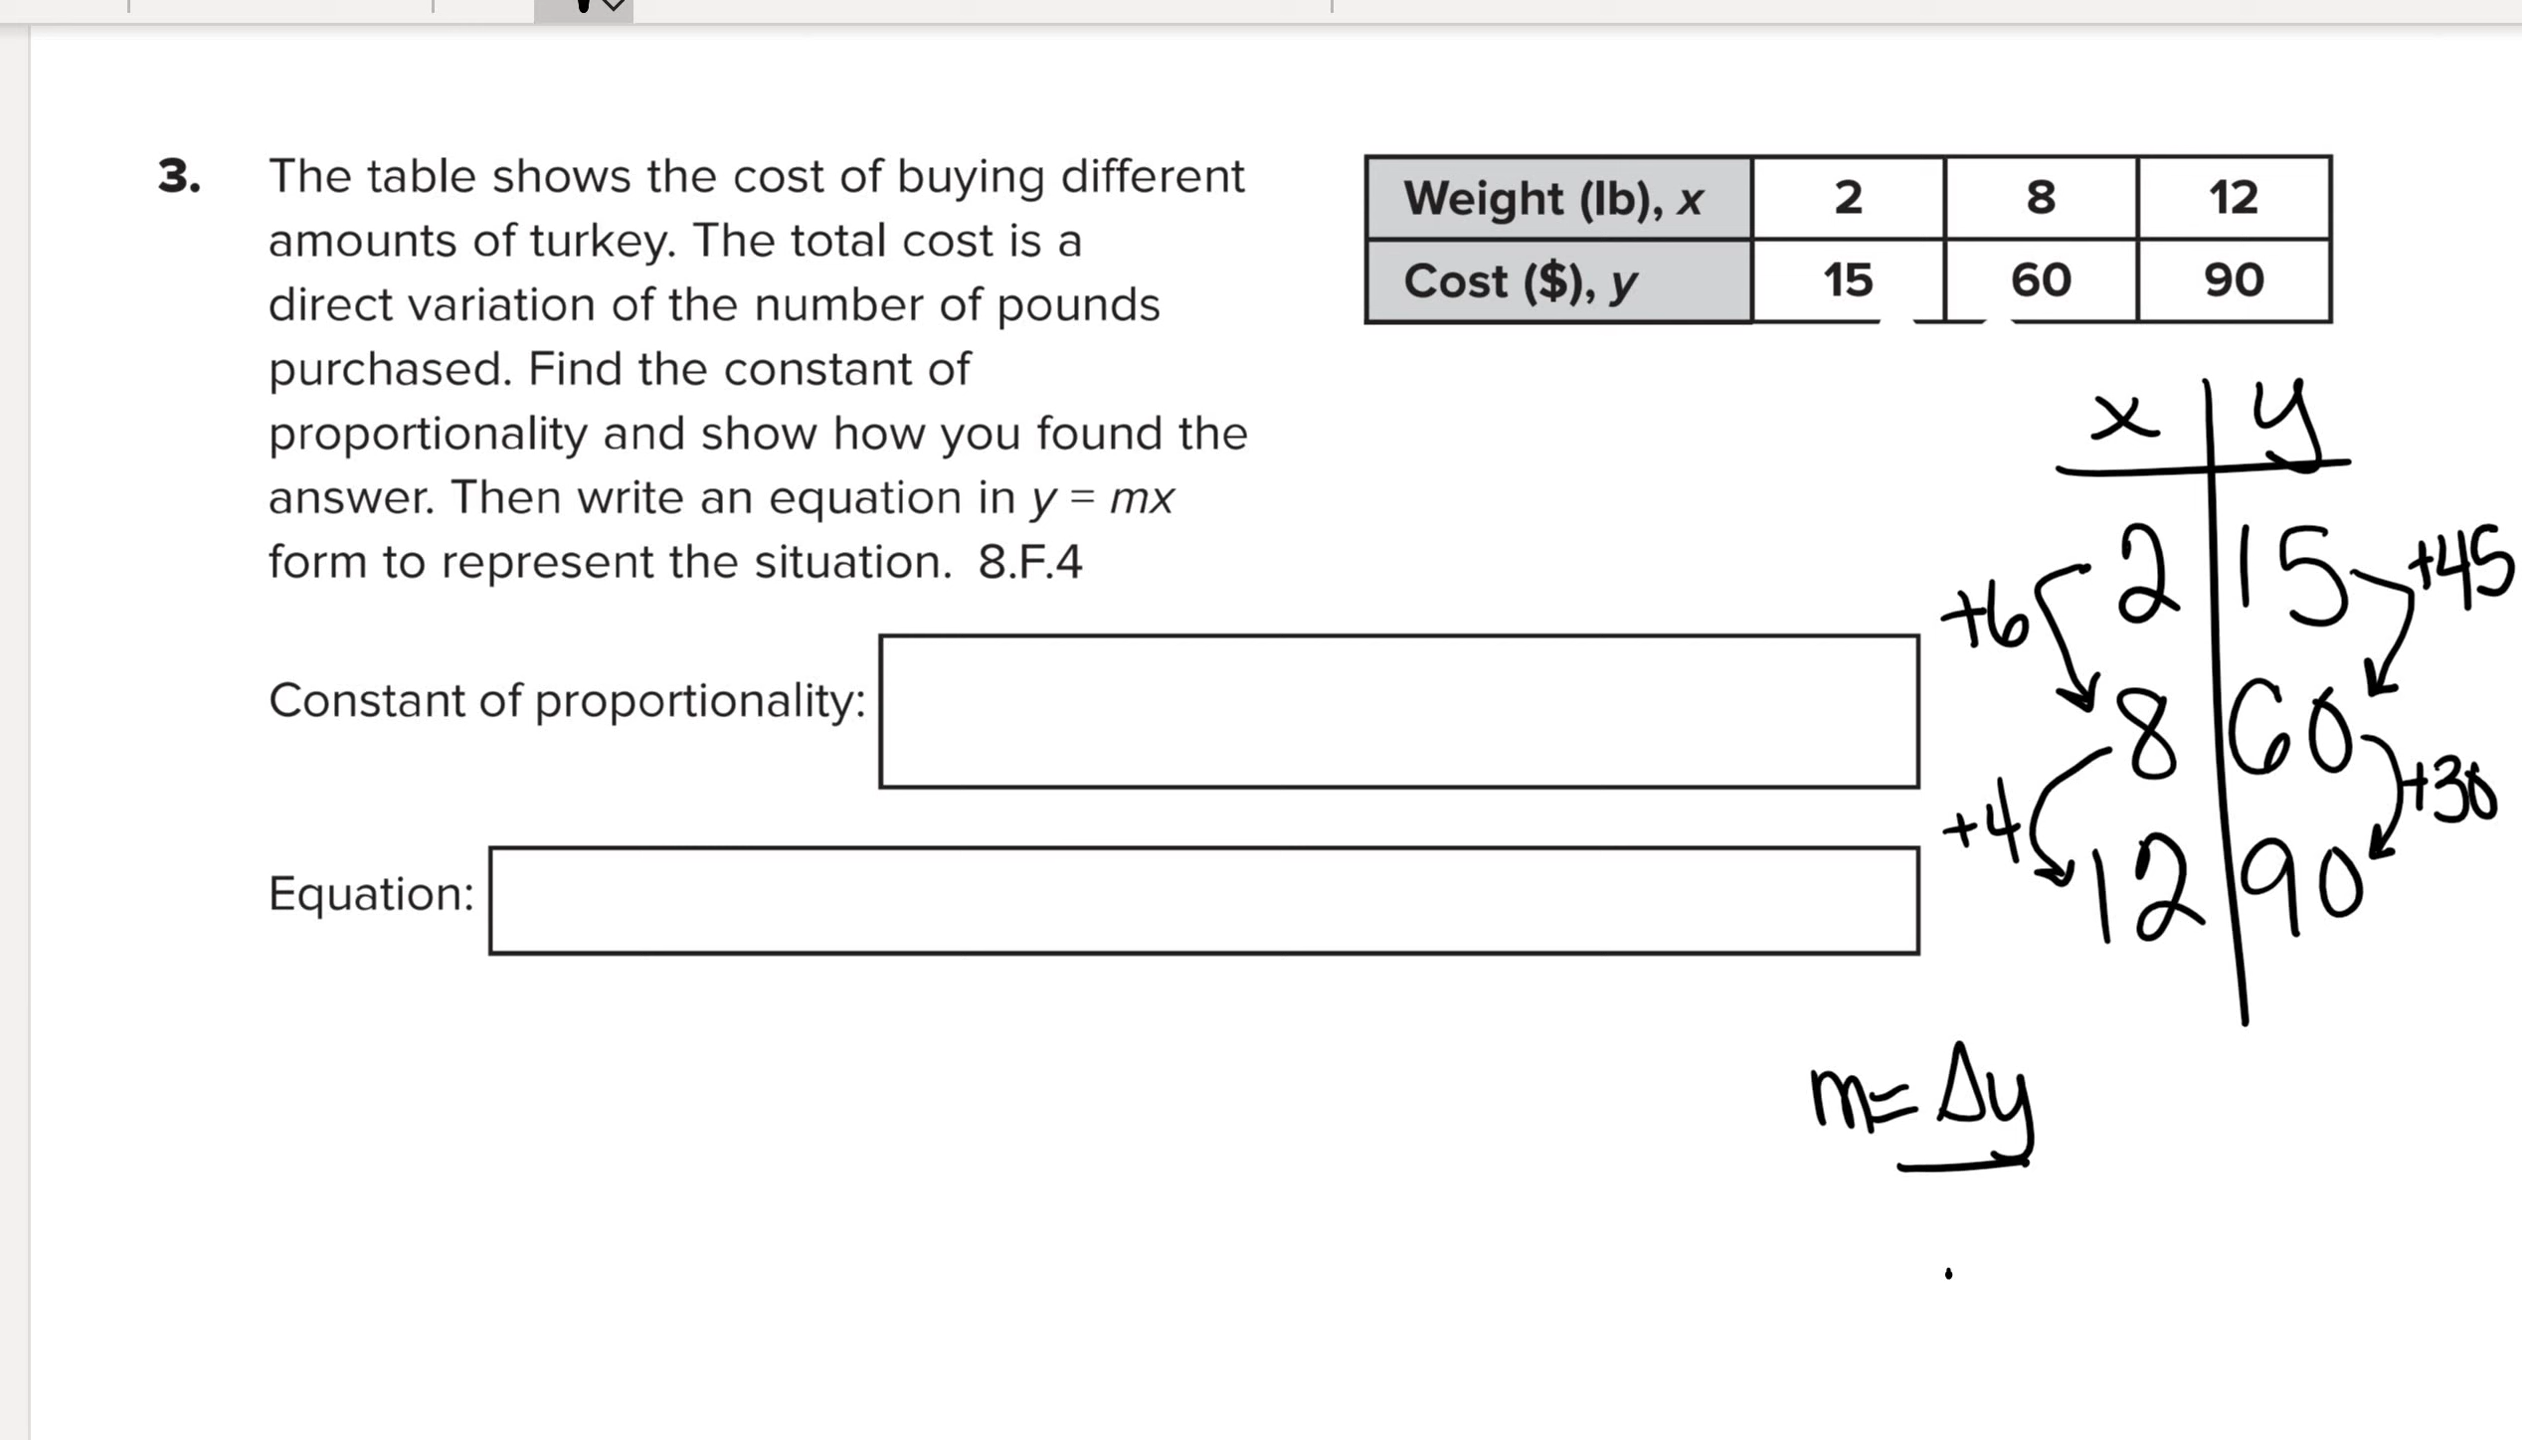 3. The table shows the cost of buying different
amounts of turkey. The total cost is a
direct variation of the number of pounds
purchased. Find the constant of
proportionality and show how you found the
answer. Then write an equation in y = mx
form to represent the situation. 8.F.4
Weight (lb), x 2 8 12
Cost ($), y 15 60 90
Constant of proportionality:
Equation:
x y
+6 2 15 +45
8 60
+4 +30
12 90
m= Δy